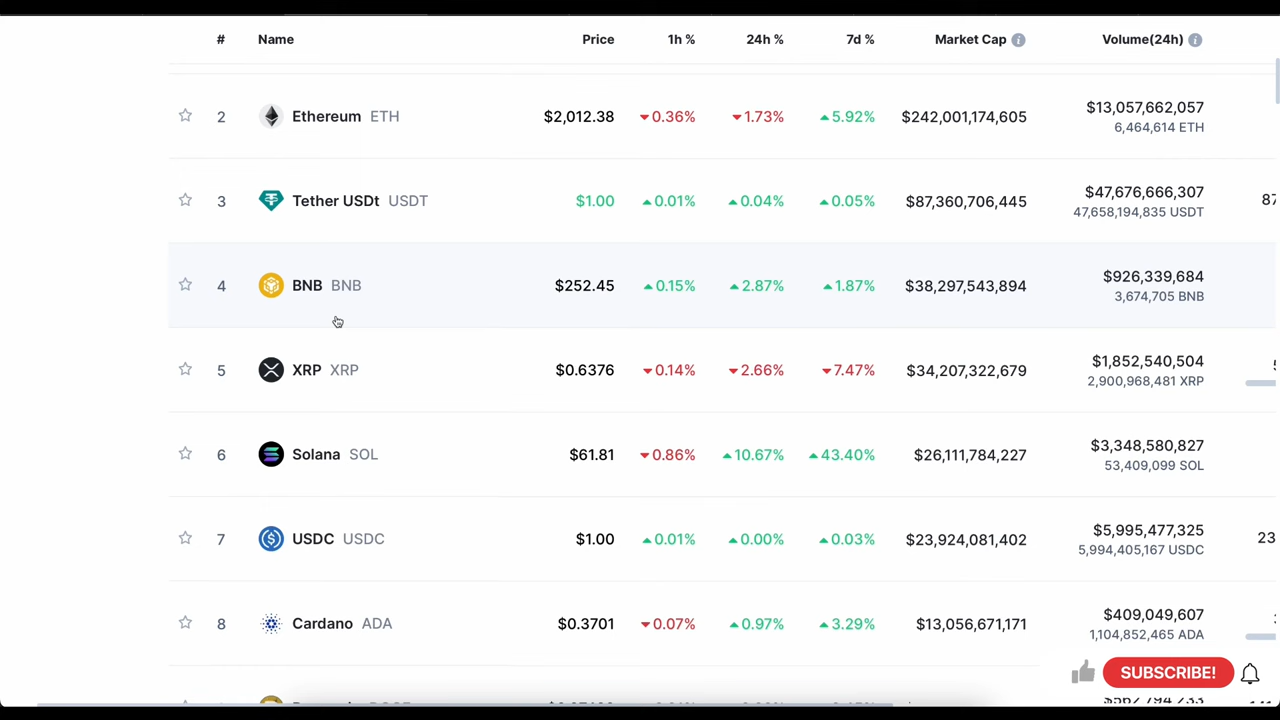 # Name Price 1h % 24h % 7d % Market Cap Volume(24h)
2 Ethereum ETH $2,012.38 0.36% 1.73% 5.92% $242,001,174,605 $13,057,662,057
6,464,614 ETH
3 Tether USDt USDT $1.00 0.01% 0.04% 0.05% $87,360,706,445 $47,676,666,307 87
47,658,194,835 USDT
4 BNB BNB $252.45 0.15% 2.87% 1.87% $38,297,543,894 $926,339,684
3,674,705 BNB
5 XRP XRP $0.6376 0.14% 2.66% 7.47% $34,207,322,679 $1,852,540,504
2,900,968,481 XRP
6 Solana SOL $61.81 0.86% 10.67% 43.40% $26,111,784,227 $3,348,580,827
53,409,099 SOL
7 USDC USDC $1.00 0.01% 0.00% 0.03% $23,924,081,402 $5,995,477,325 23
5,994,405,167 USDC
8 Cardano ADA $0.3701 0.07% 0.97% 3.29% $13,056,671,171 $409,049,607
1,104,852,465 ADA
SUBSCRIBE!